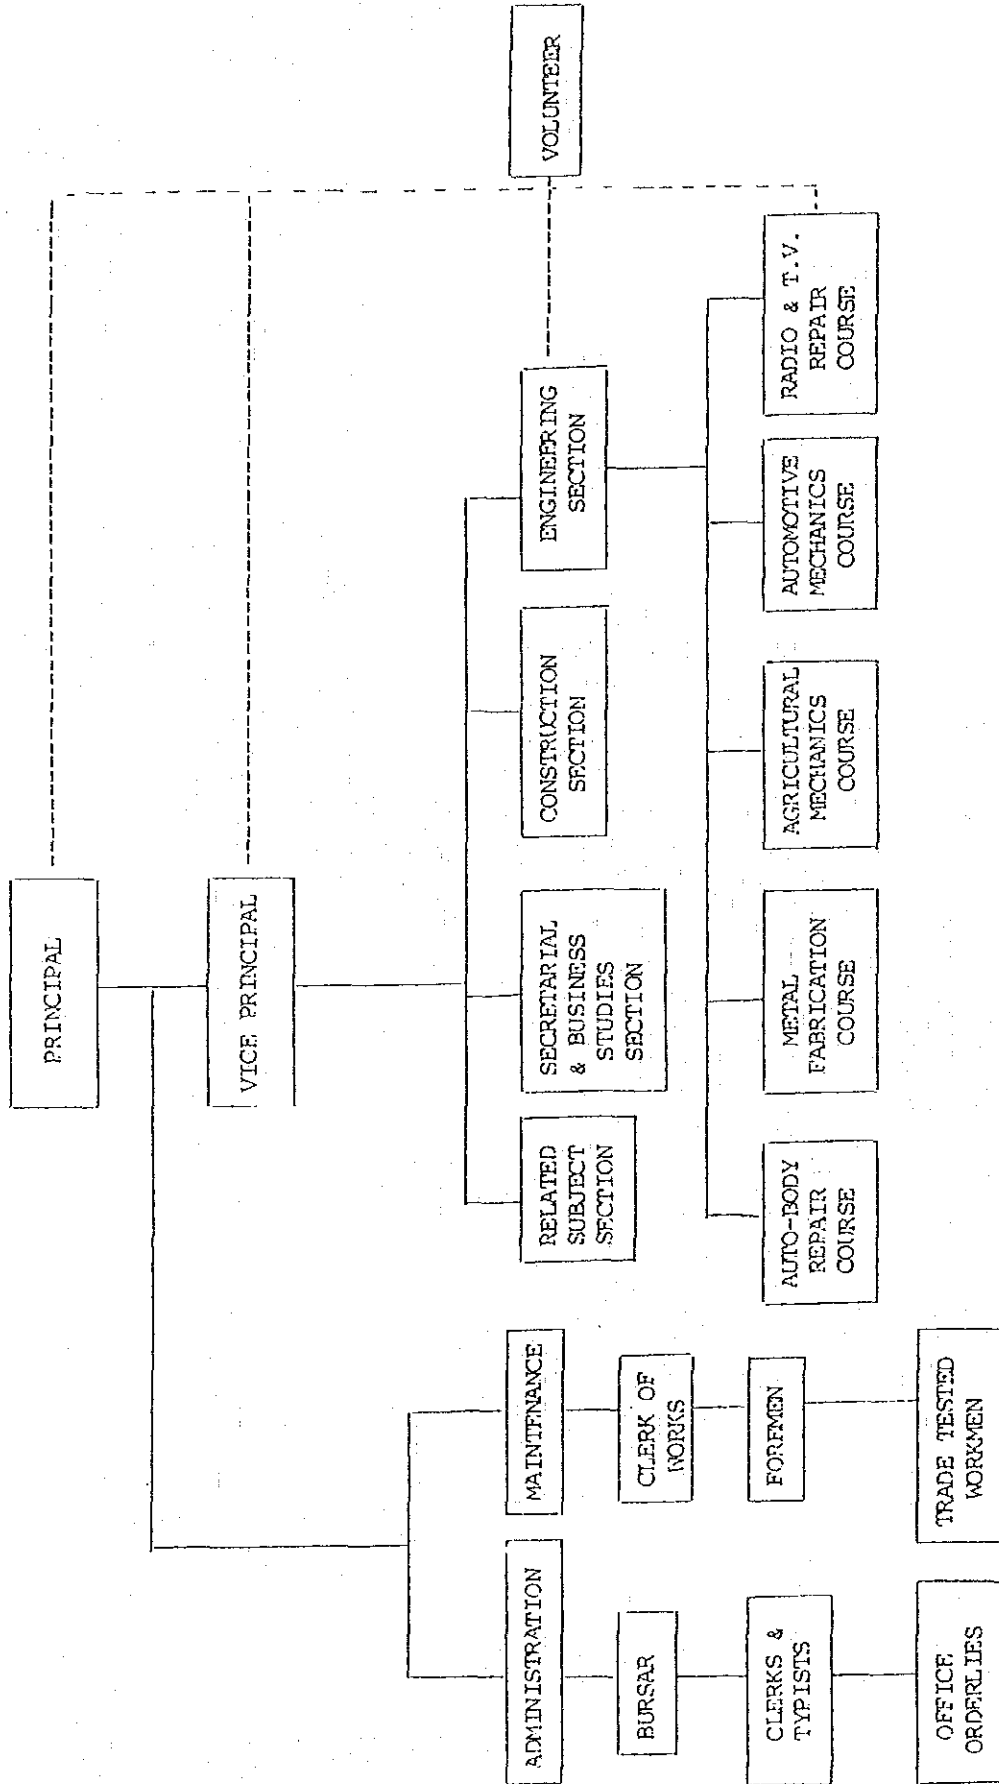 PRINCIPAL
VICE PRINCIPAL
VOLUNTEER
ADMINISTRATION
MAINTENANCE
RELATED
SUBJECT
SECTION
SECRETARIAL
& BUSINESS
STUDIES
SECTION
CONSTRUCTION
SECTION
ENGINEERING
SECTION
BURSAR
CLERK OF
WORKS
CLERKS &
TYPISTS
FOREMEN
AUTO-BODY
REPAIR
COURSE
METAL
FABRICATION
COURSE
AGRICULTURAL
MECHANICS
COURSE
AUTOMOTIVE
MECHANICS
COURSE
RADIO & T.V.
REPAIR
COURSE
OFFICE
ORDERLIES
TRADE TESTED
WORKMEN